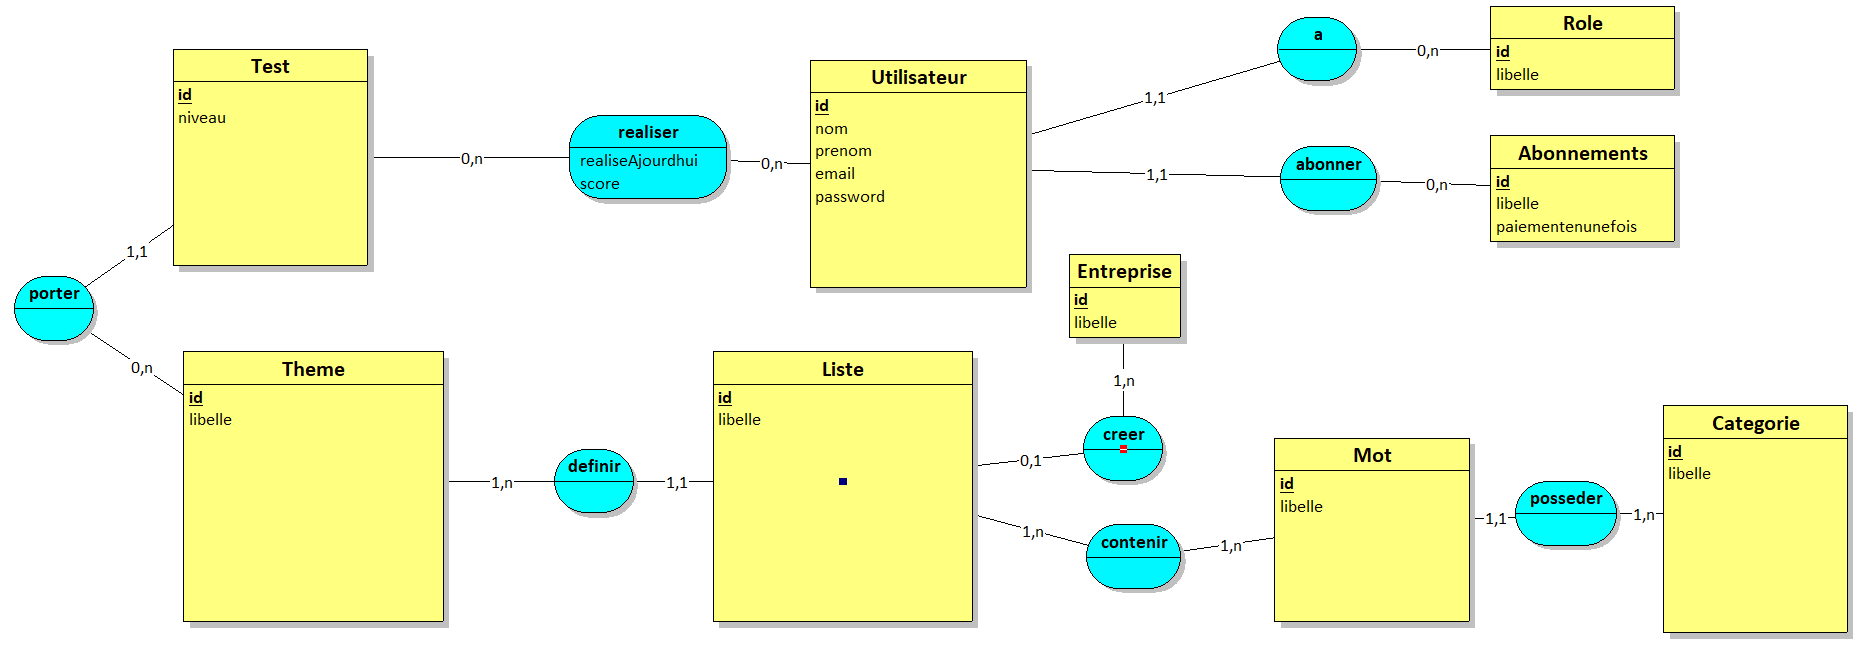 Test
id
niveau
0,n
realiser
realiseAjourdhui
score
0,n
Utilisateur
id
nom
prenom
email
password
1,1
a
0,n
Role
id
libelle
1,1
abonner
0,n
Abonnements
id
libelle
paiementenunefois
1,1
porter
0,n
Theme
id
libelle
1,n
definir
1,1
Liste
id
libelle
Entreprise
id
libelle
1,n
creer
0,1
1,n
contenir
1,n
Mot
id
libelle
1,1
posseder
1,n
Categorie
id
libelle